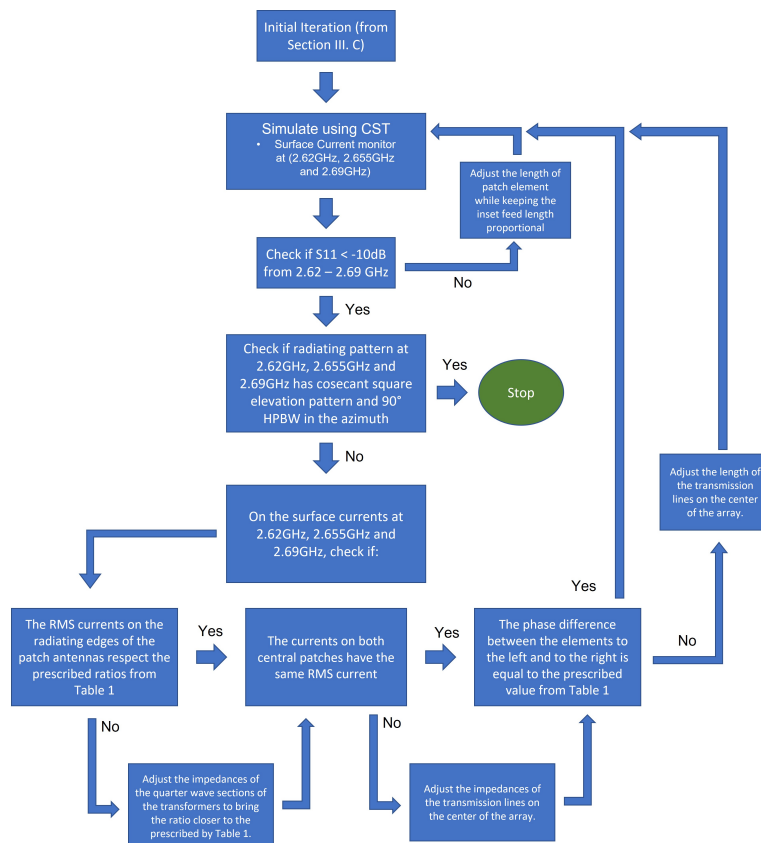 Initial Iteration (from
Section III. C)
Simulate using CST
• Surface Current monitor
at (2.62GHz, 2.655GHz
and 2.69GHz)
Adjust the length of
patch element
while keeping the
inset feed length
proportional
Check if S11 < -10dB
from 2.62 – 2.69 GHz
No
Yes
Check if radiating pattern at
2.62GHz, 2.655GHz and
2.69GHz has cosecant square
elevation pattern and 90°
HPBW in the azimuth
Yes
Stop
No
Adjust the length of
the transmission
lines on the center
of the array.
On the surface currents at
2.62GHz, 2.655GHz and
2.69GHz, check if:
Yes
The RMS currents on the
radiating edges of the
patch antennas respect the
prescribed ratios from
Table 1
Yes
The currents on both
central patches have the
same RMS current
Yes
The phase difference
between the elements to
the left and to the right is
equal to the prescribed
value from Table 1
No
No
No
Adjust the impedances of
the quarter wave sections of
the transformers to bring
the ratio closer to the
prescribed by Table 1.
Adjust the impedances of
the transmission lines on
the center of the array.